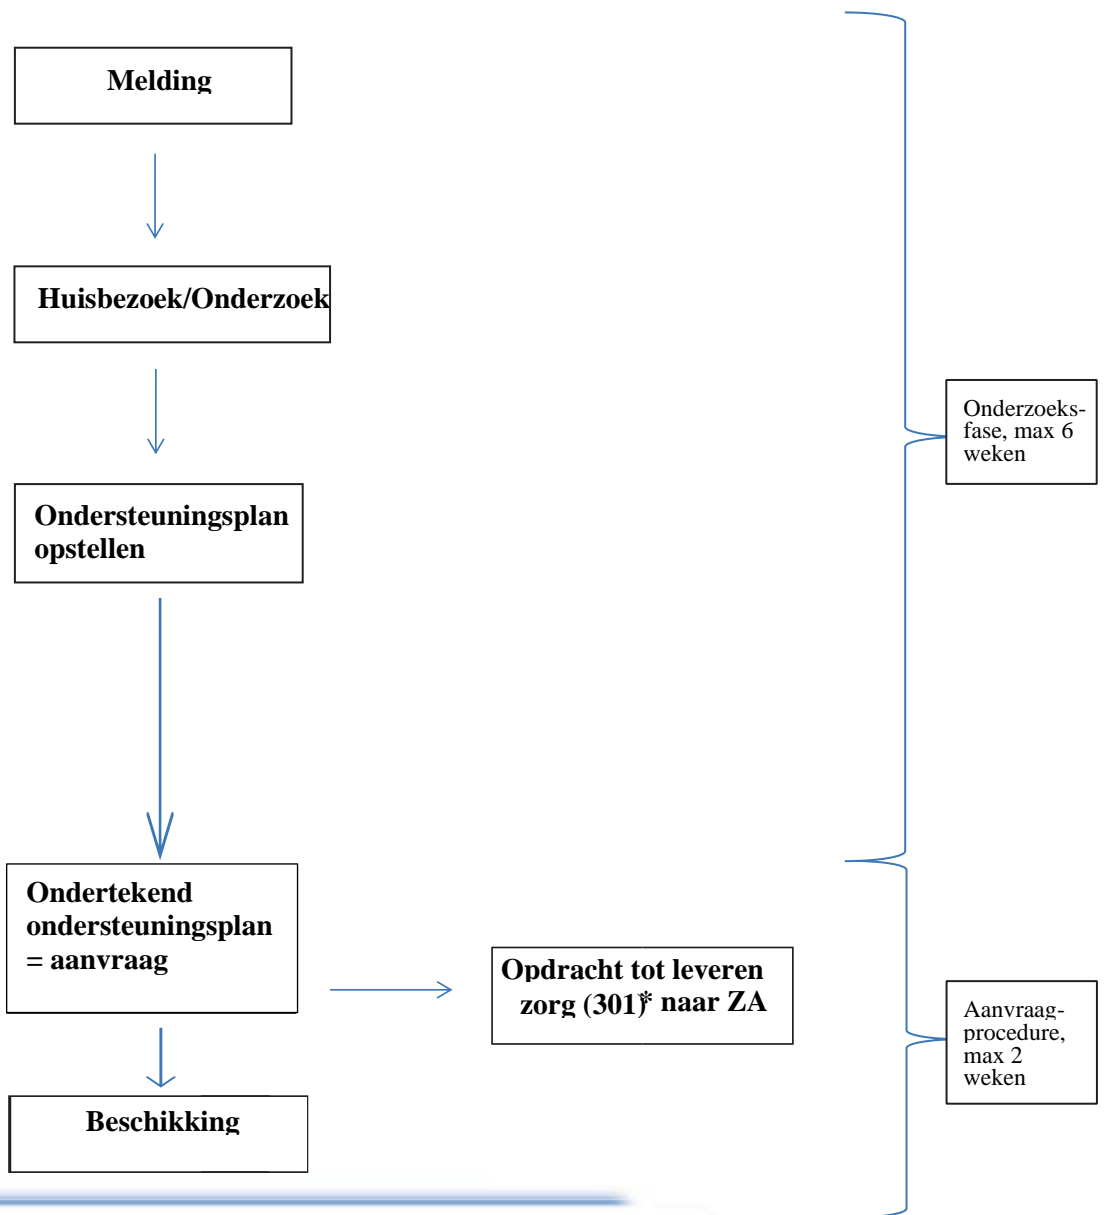 Melding
Huisbezoek/Onderzoek
Onderzoeks-
fase, max 6
weken
Ondersteuningsplan
opstellen
Ondertekend
ondersteuningsplan
= aanvraag
Opdracht tot leveren
zorg (301)* naar ZA
Aanvraag-
procedure,
max 2
weken
Beschikking